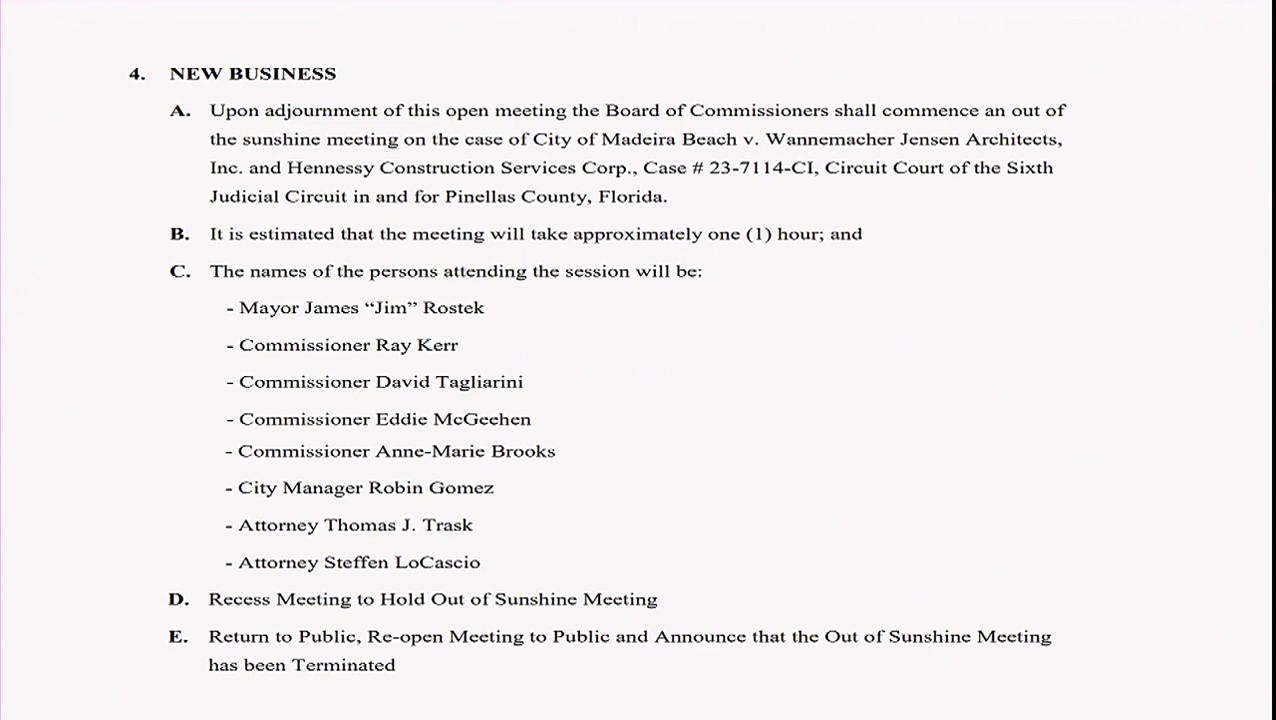 4. NEW BUSINESS
A. Upon adjournment of this open meeting the Board of Commissioners shall commence an out of
the sunshine meeting on the case of City of Madeira Beach v. Wannemacher Jensen Architects,
Inc. and Hennessy Construction Services Corp., Case # 23-7114-CI, Circuit Court of the Sixth
Judicial Circuit in and for Pinellas County, Florida.
B. It is estimated that the meeting will take approximately one (1) hour; and
C. The names of the persons attending the session will be:
- Mayor James “Jim” Rostek
- Commissioner Ray Kerr
- Commissioner David Tagliarini
- Commissioner Eddie McGeehen
- Commissioner Anne-Marie Brooks
- City Manager Robin Gomez
- Attorney Thomas J. Trask
- Attorney Steffen LoCascio
D. Recess Meeting to Hold Out of Sunshine Meeting
E. Return to Public, Re-open Meeting to Public and Announce that the Out of Sunshine Meeting
has been Terminated